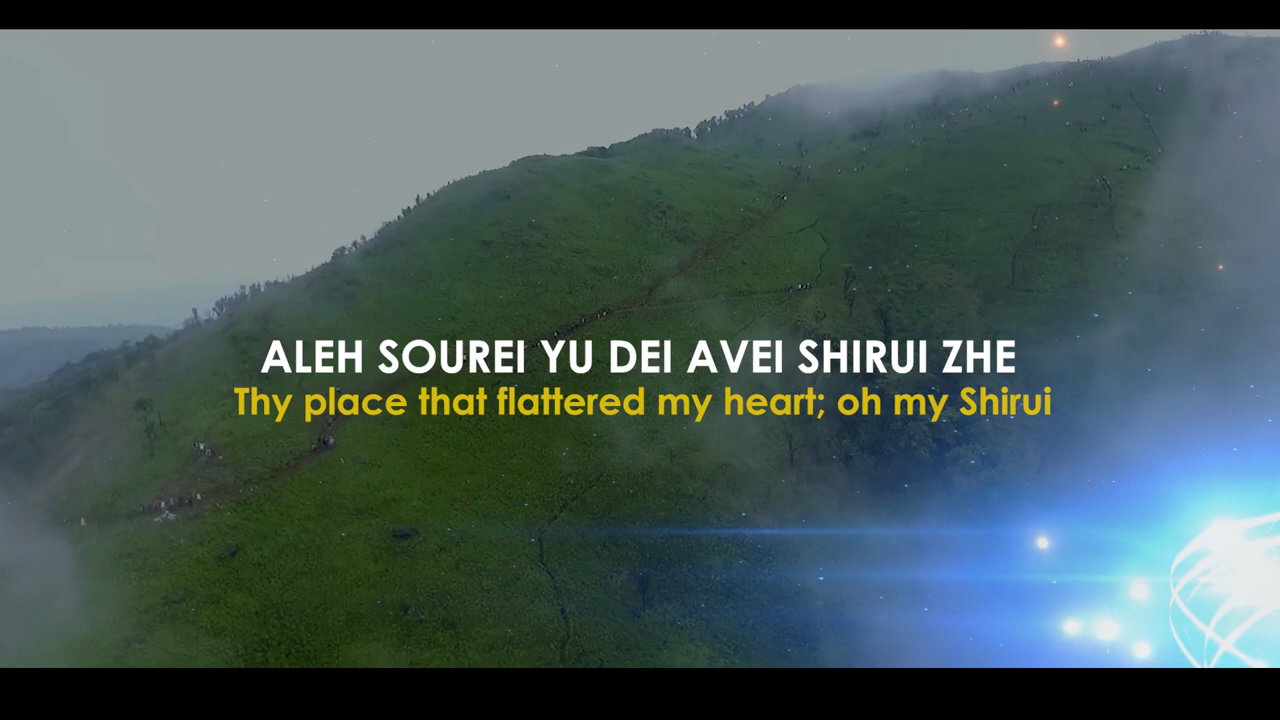 ALEH SOUREI YU DEI AVEI SHIRUI ZHE
Thy place that flattered my heart; oh my Shirui